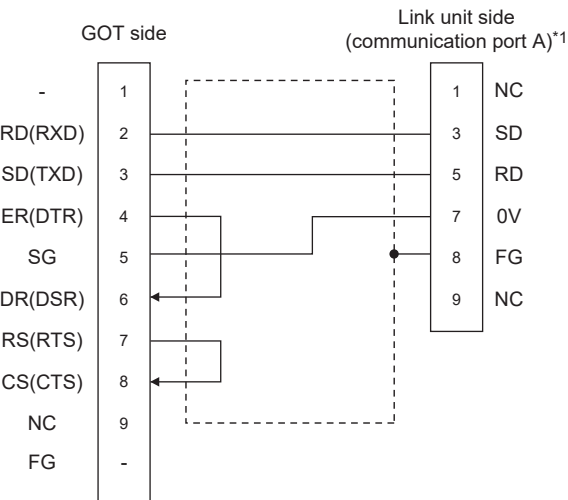 Link unit side
GOT side (communication port A)*1
- 1 1 NC
RD(RXD) 2 3 SD
SD(TXD) 3 5 RD
ER(DTR) 4 7 0V
SG 5 8 FG
DR(DSR) 6 9 NC
RS(RTS) 7
CS(CTS) 8
NC 9
FG -